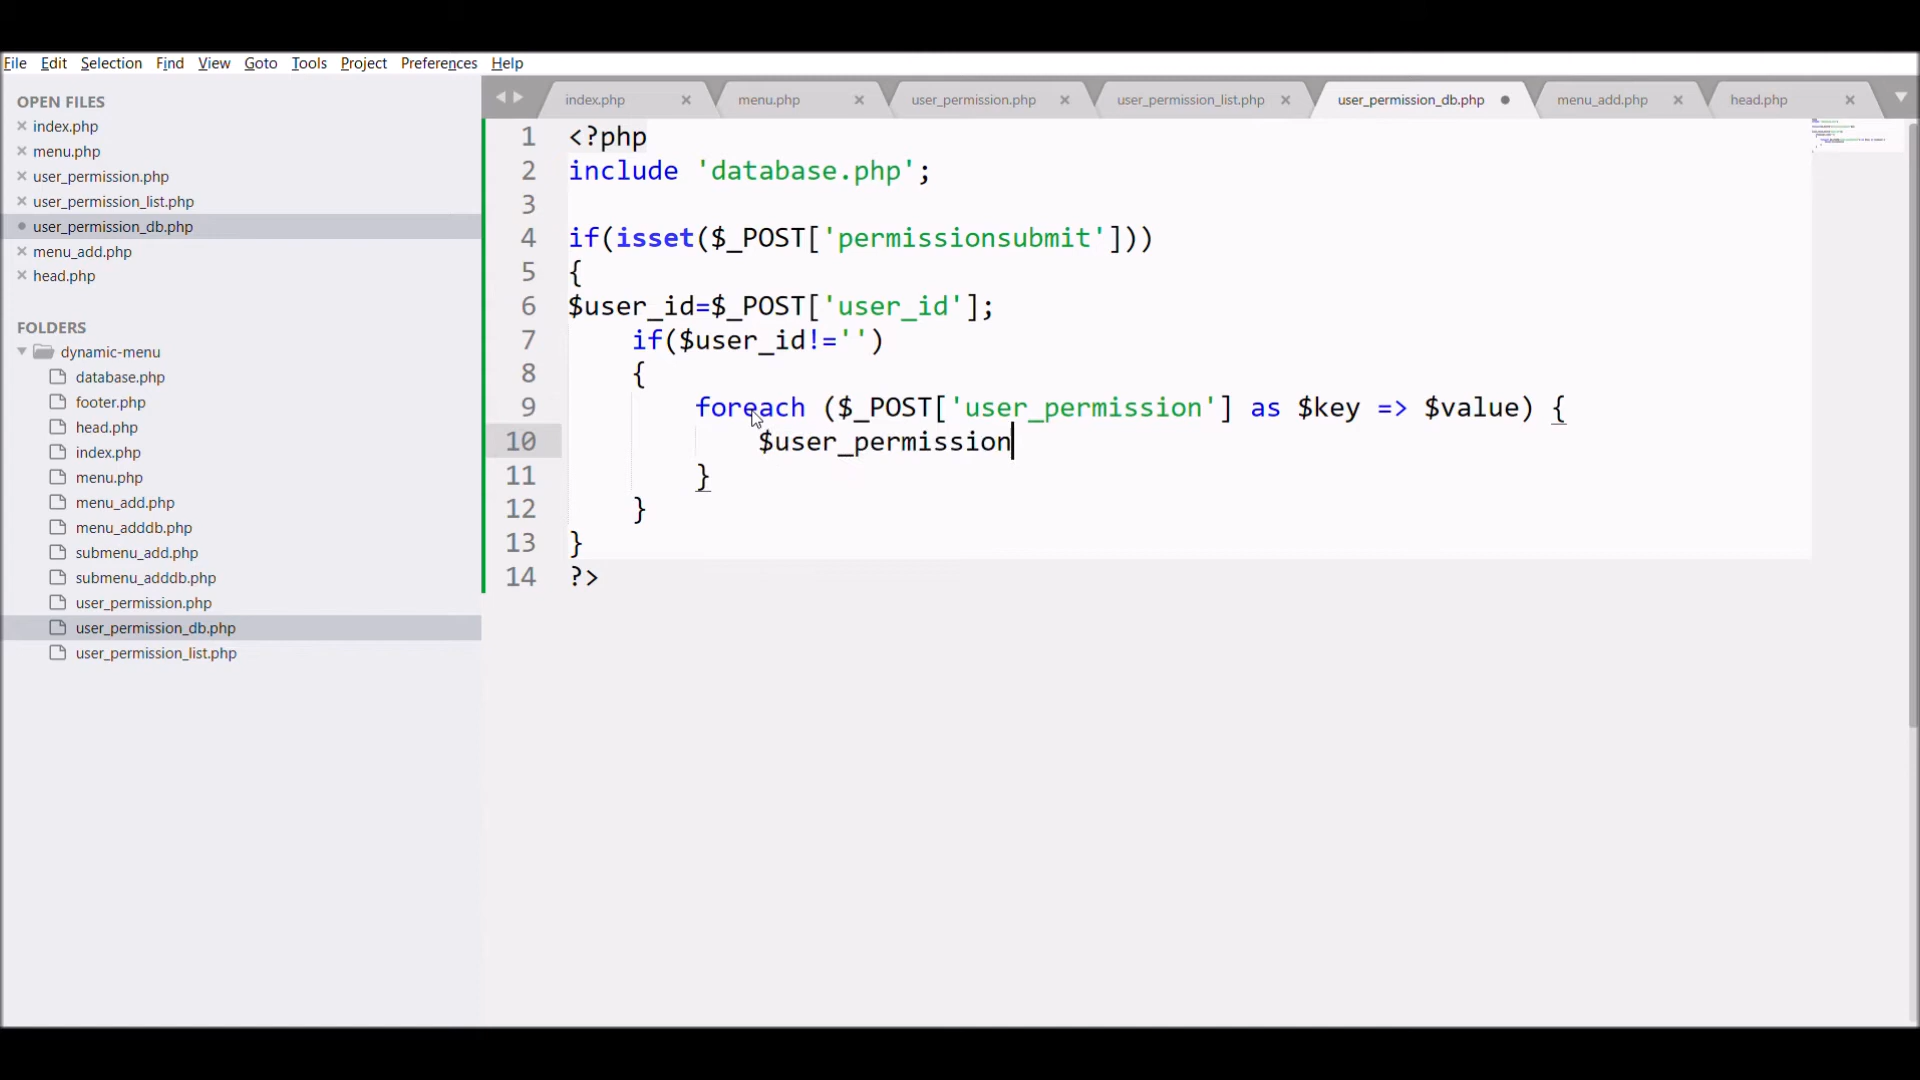 File Edit Selection Find View Goto Tools Project Preferences Help
OPEN FILES
index.php
menu.php
user_permission.php
user_permission_list.php
user_permission_db.php
menu_add.php
head.php
FOLDERS
dynamic-menu
database.php
footer.php
head.php
index.php
menu.php
menu_add.php
menu_adddb.php
submenu_add.php
submenu_adddb.php
user_permission.php
user_permission_db.php
user_permission_list.php
index.php menu.php user_permission.php user_permission_list.php user_permission_db.php menu_add.php head.php
1 <?php
2 include 'database.php';
3
4 if(isset($_POST['permissionsubmit']))
5 {
6 $user_id=$_POST['user_id'];
7 if($user_id!='')
8 {
9 foreach ($_POST['user_permission'] as $key => $value) {
10 $user_permission
11 }
12 }
13 }
14 ?>